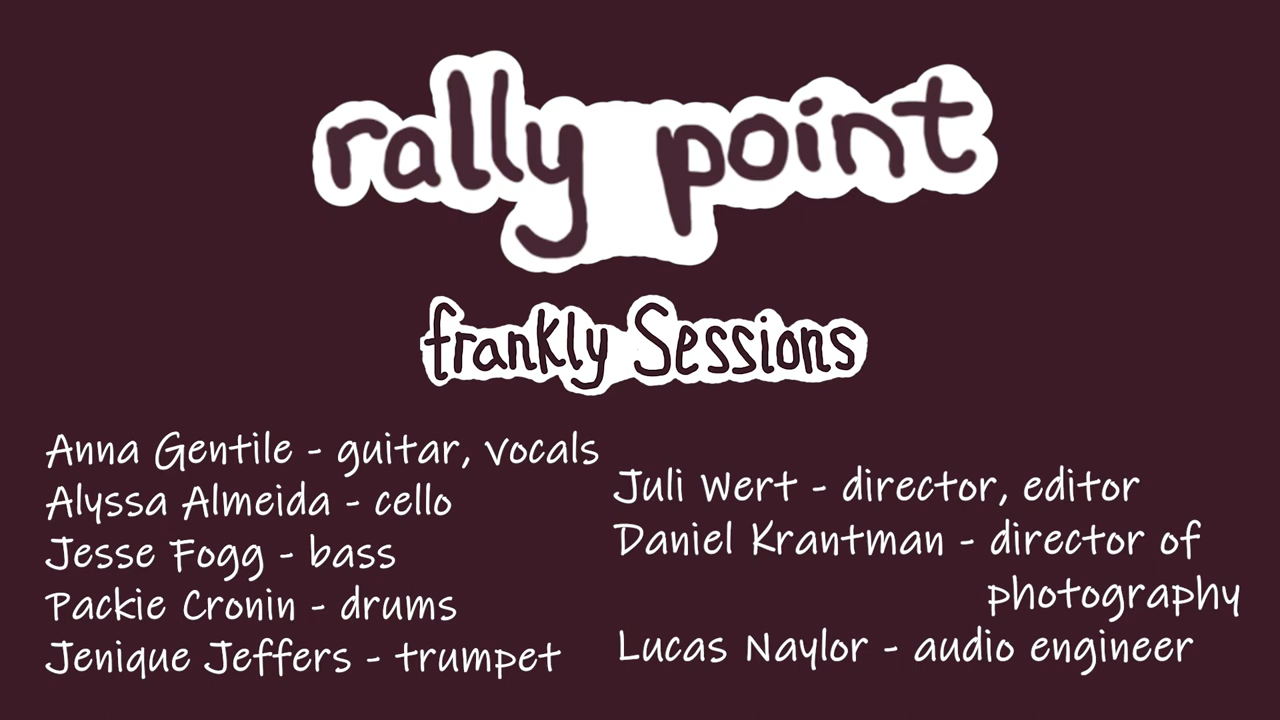 rally point
frankly Sessions
Anna Gentile - guitar, vocals
Alyssa Almeida - cello
Jesse Fogg - bass
Packie Cronin - drums
Jenique Jeffers - trumpet
Juli Wert - director, editor
Daniel Krantman - director of
photography
Lucas Naylor - audio engineer